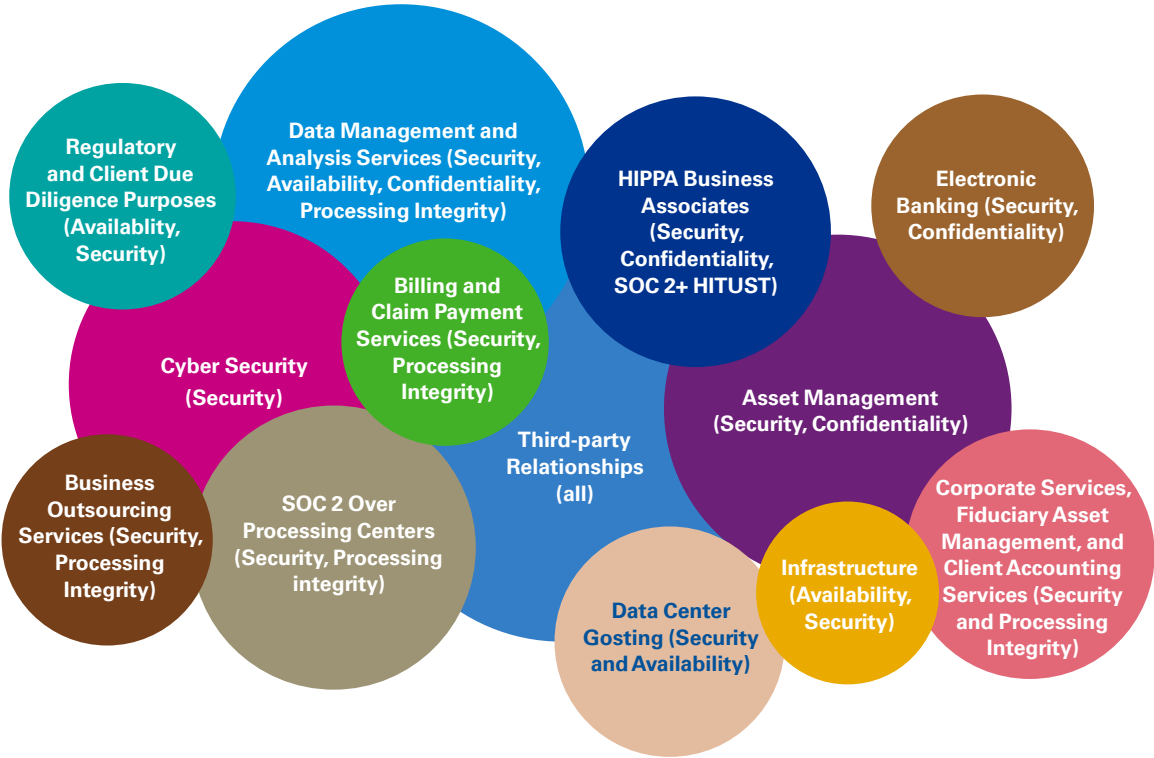 Regulatory
and Client Due
Diligence Purposes
(Availablity,
Security)
Data Management and
Analysis Services (Security,
Availability, Confidentiality,
Processing Integrity)
HIPPA Business
Associates
(Security,
Confidentiality,
SOC 2+ HITUST)
Electronic
Banking (Security,
Confidentiality)
Cyber Security
(Security)
Billing and
Claim Payment
Services (Security,
Processing
Integrity)
Asset Management
(Security, Confidentiality)
Third-party
Relationships
(all)
Business
Outsourcing
Services (Security,
Processing
Integrity)
SOC 2 Over
Processing Centers
(Security, Processing
integrity)
Data Center
Gosting (Security
and Availability)
Infrastructure
(Availability,
Security)
Corporate Services,
Fiduciary Asset
Management, and
Client Accounting
Services (Security
and Processing
Integrity)